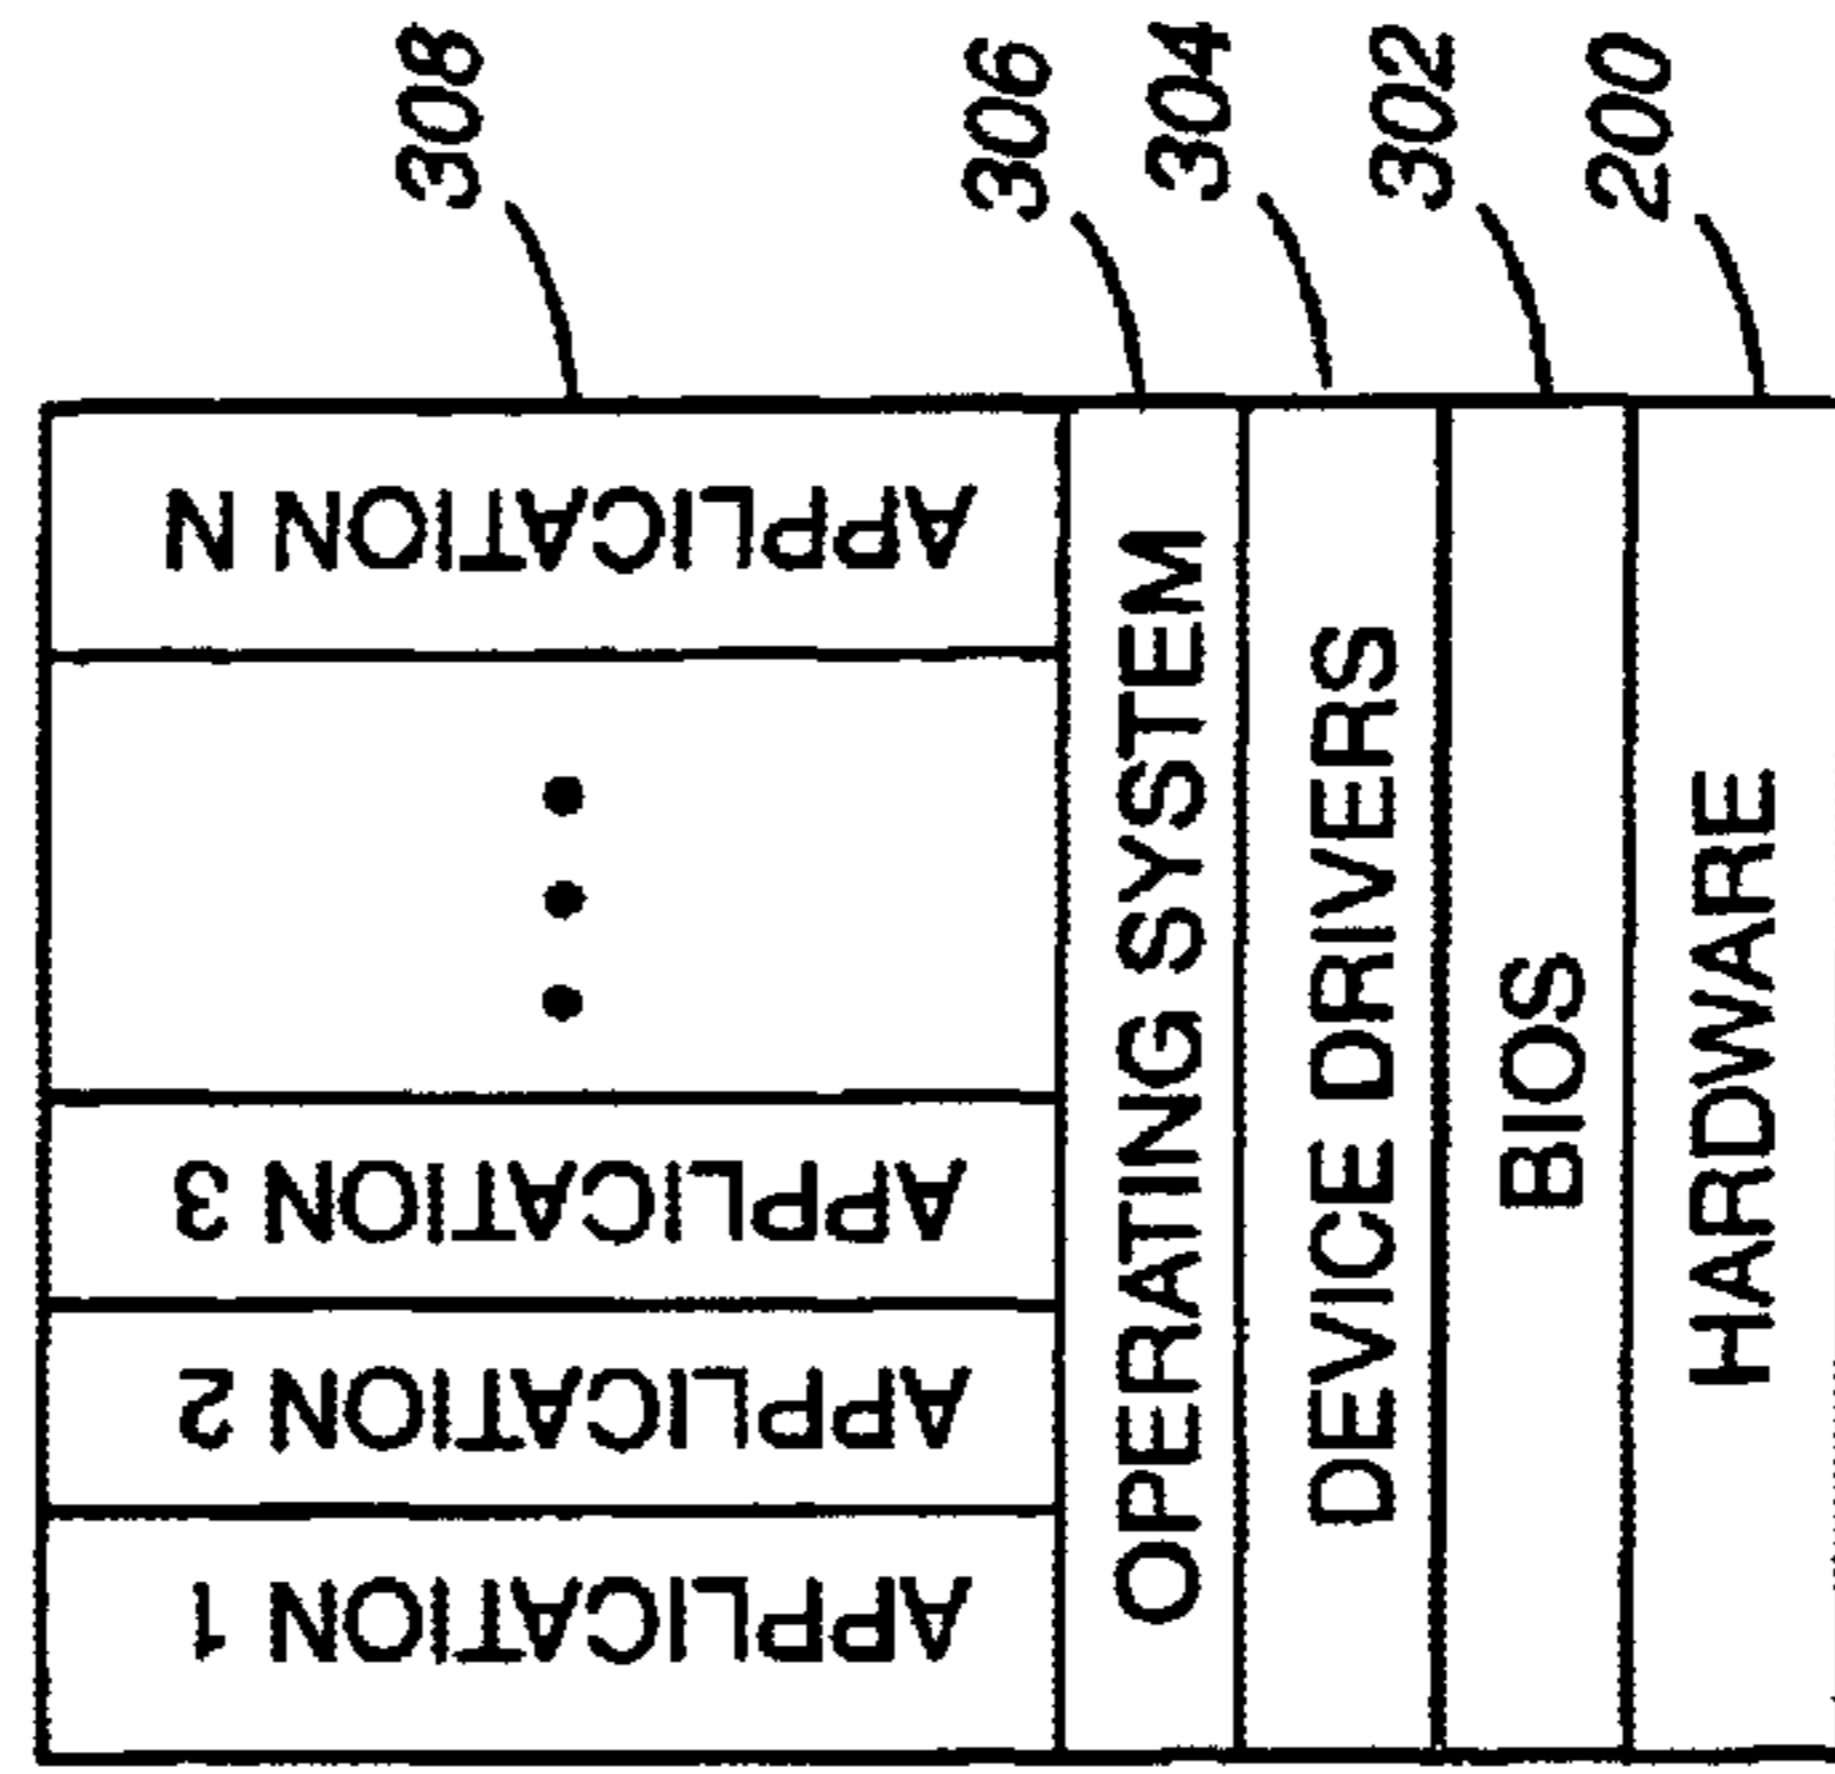 APPLICATION 1
APPLICATION 2
APPLICATION 3
APPLICATION N
308
OPERATING SYSTEM
306
DEVICE DRIVERS
304
BIOS
302
HARDWARE
200